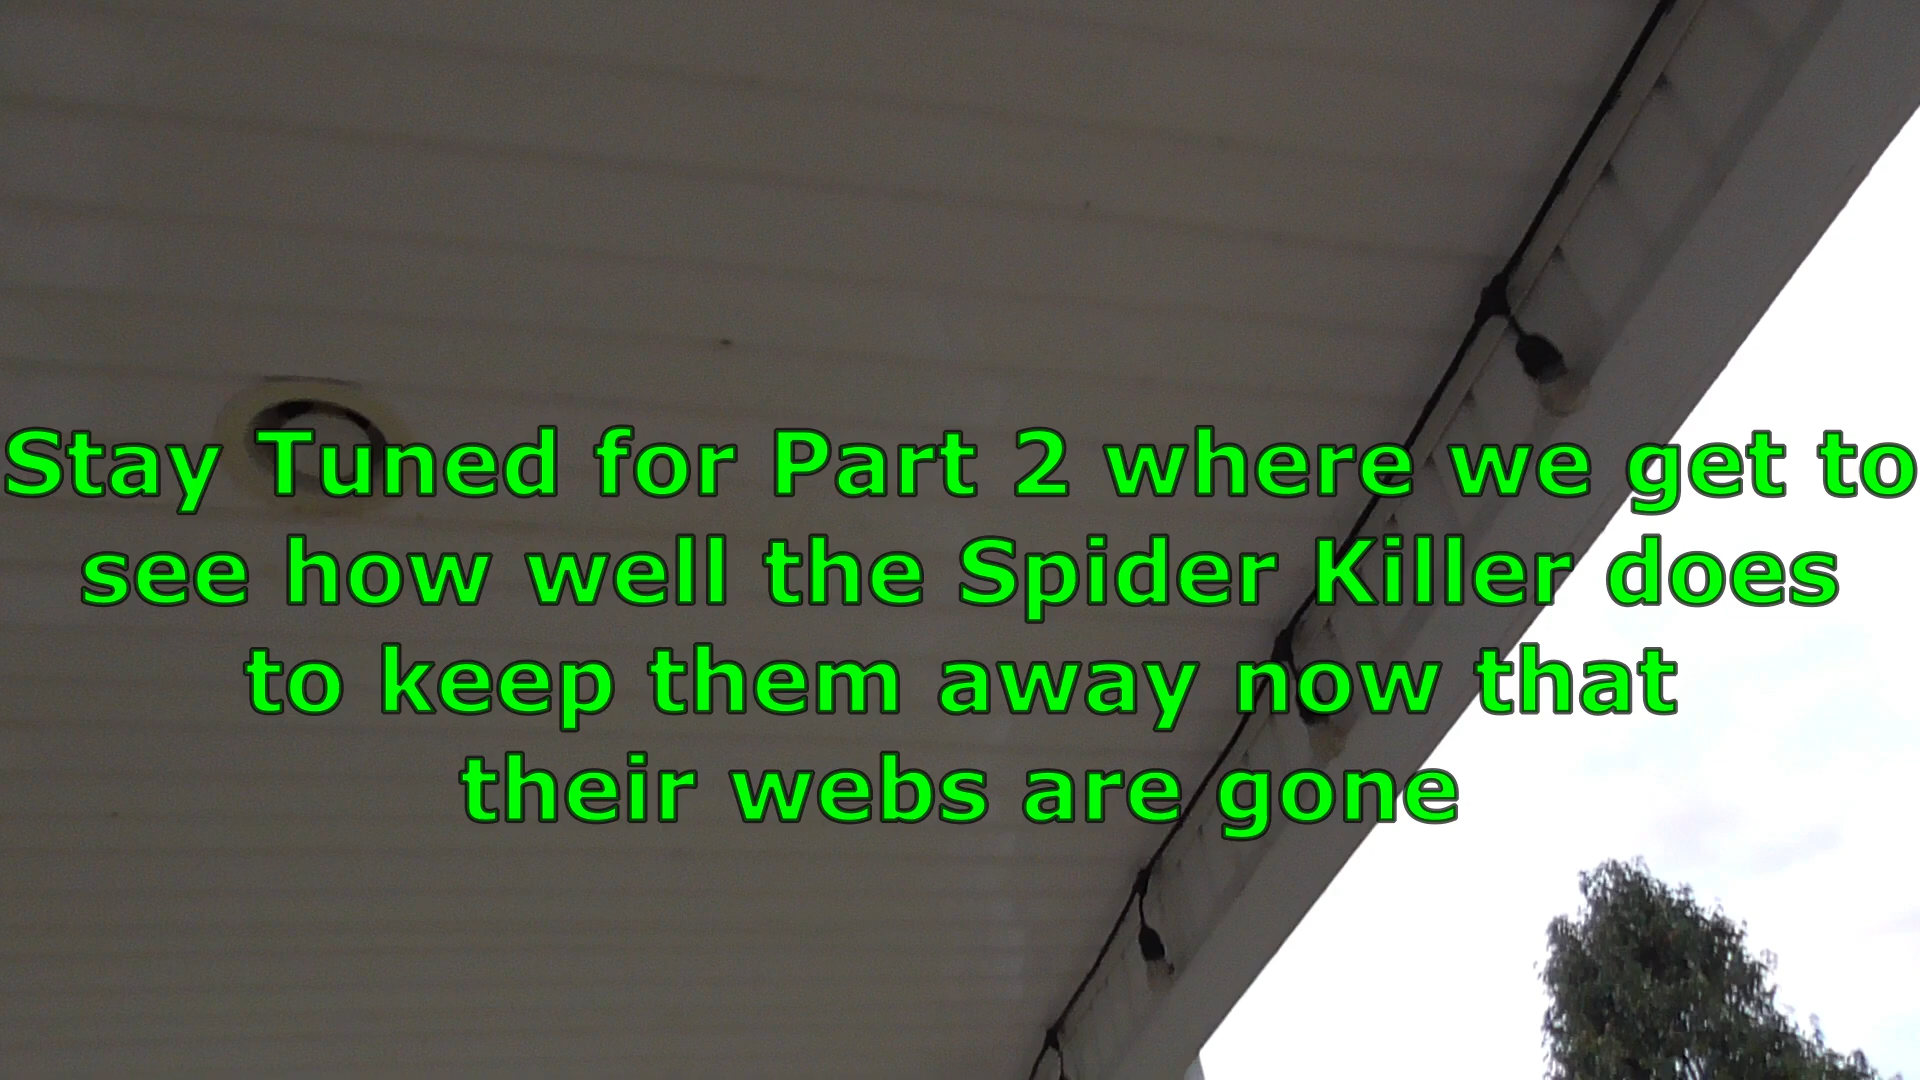 Stay Tuned for Part 2 where we get to
see how well the Spider Killer does
to keep them away now that
their webs are gone